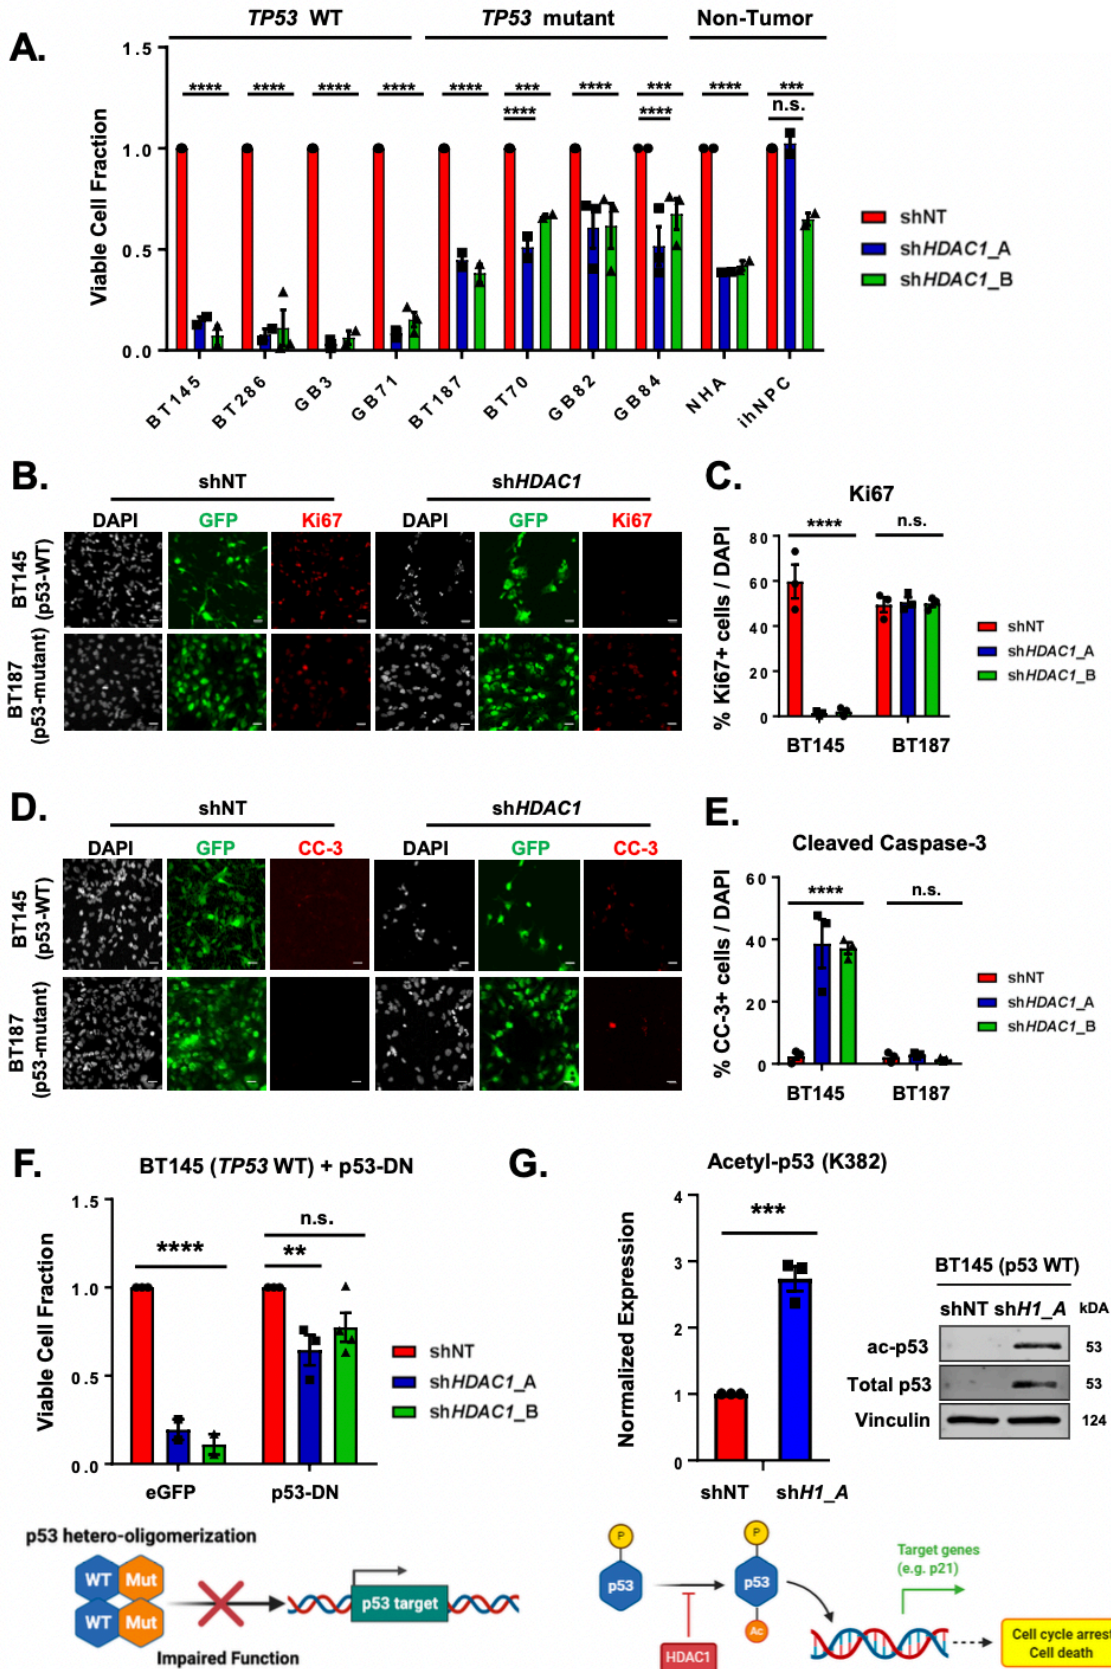 A.
TP53 WT
TP53 mutant
Non-Tumor
Viable Cell Fraction
1.5
1.0
0.5
0.0
**** **** **** **** **** *** **** *** **** ***
**** **** n.s.
BT145
BT286
GB3
GB71
BT187
BT70
GB82
GB84
NHA
ihNPC
shNT
shHDAC1_A
shHDAC1_B
B.
shNT
shHDAC1
DAPI GFP Ki67 DAPI GFP Ki67
BT145
(p53-WT)
BT187
(p53-mutant)
C.
Ki67
% Ki67+ cells / DAPI
80
60
40
20
0
**** n.s.
BT145 BT187
shNT
shHDAC1_A
shHDAC1_B
D.
shNT
shHDAC1
DAPI GFP CC-3 DAPI GFP CC-3
BT145
(p53-WT)
BT187
(p53-mutant)
E.
Cleaved Caspase-3
% CC-3+ cells / DAPI
60
40
20
0
**** n.s.
BT145 BT187
shNT
shHDAC1_A
shHDAC1_B
F.
BT145 (TP53 WT) + p53-DN
Viable Cell Fraction
1.5
1.0
0.5
0.0
**** ** n.s.
eGFP p53-DN
shNT
shHDAC1_A
shHDAC1_B
p53 hetero-oligomerization
WT Mut
WT Mut
p53 target
Impaired Function
G.
Acetyl-p53 (K382)
Normalized Expression
4
3
2
1
0
***
shNT shH1_A
BT145 (p53 WT)
shNT shH1_A kDA
ac-p53 53
Total p53 53
Vinculin 124
P
p53
HDAC1
P
p53
Ac
Target genes
(e.g. p21)
Cell cycle arrest
Cell death